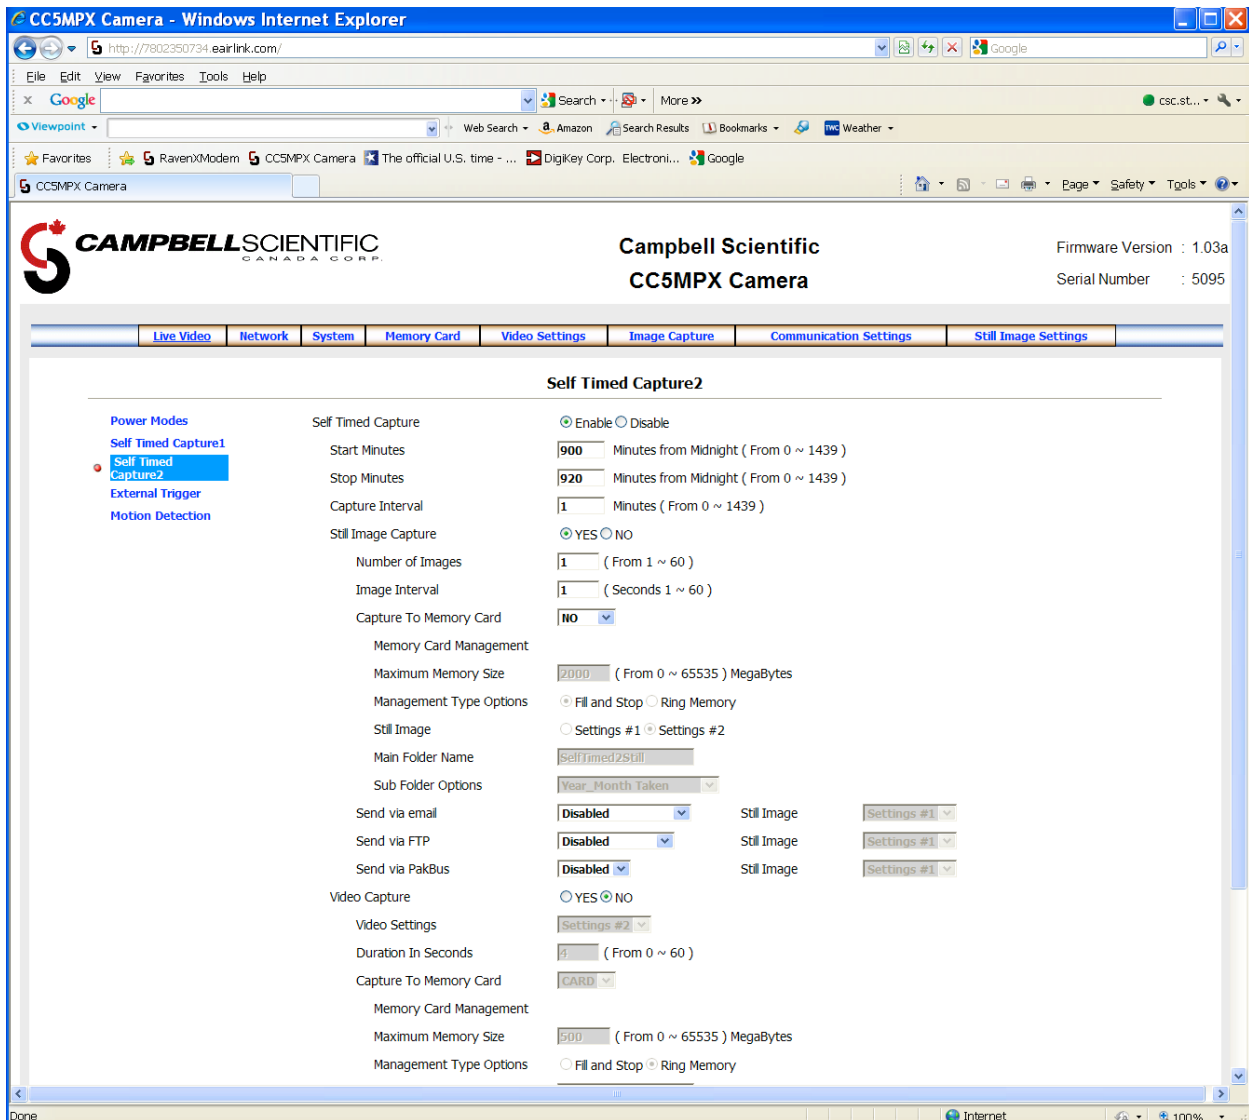 CC5MPX Camera - Windows Internet Explorer
http://7802350734.eairlink.com/
Google
File Edit View Favorites Tools Help
x Google Search More >> csc.st...
Viewpoint Web Search Amazon Search Results Bookmarks TWC Weather
Favorites RavenXModem CC5MPX Camera The official U.S. time - ... DigiKey Corp. Electroni... Google
CC5MPX Camera Page Safety Tools
CAMPBELLSCIENTIFIC
CANADA CORP.
Campbell Scientific
CC5MPX Camera
Firmware Version : 1.03a
Serial Number : 5095
Live Video Network System Memory Card Video Settings Image Capture Communication Settings Still Image Settings
Self Timed Capture2
Power Modes
Self Timed Capture1
Self Timed
Capture2
External Trigger
Motion Detection
Self Timed Capture Enable Disable
Start Minutes 900 Minutes from Midnight ( From 0 ~ 1439 )
Stop Minutes 920 Minutes from Midnight ( From 0 ~ 1439 )
Capture Interval 1 Minutes ( From 0 ~ 1439 )
Still Image Capture YES NO
Number of Images 1 ( From 1 ~ 60 )
Image Interval 1 ( Seconds 1 ~ 60 )
Capture To Memory Card NO
Memory Card Management
Maximum Memory Size 2000 ( From 0 ~ 65535 ) MegaBytes
Management Type Options Fill and Stop Ring Memory
Still Image Settings #1 Settings #2
Main Folder Name SelfTimed2Still
Sub Folder Options Year_Month Taken
Send via email Disabled Still Image Settings #1
Send via FTP Disabled Still Image Settings #1
Send via PakBus Disabled Still Image Settings #1
Video Capture YES NO
Video Settings Settings #2
Duration In Seconds 4 ( From 0 ~ 60 )
Capture To Memory Card CARD
Memory Card Management
Maximum Memory Size 500 ( From 0 ~ 65535 ) MegaBytes
Management Type Options Fill and Stop Ring Memory
Done Internet 100%